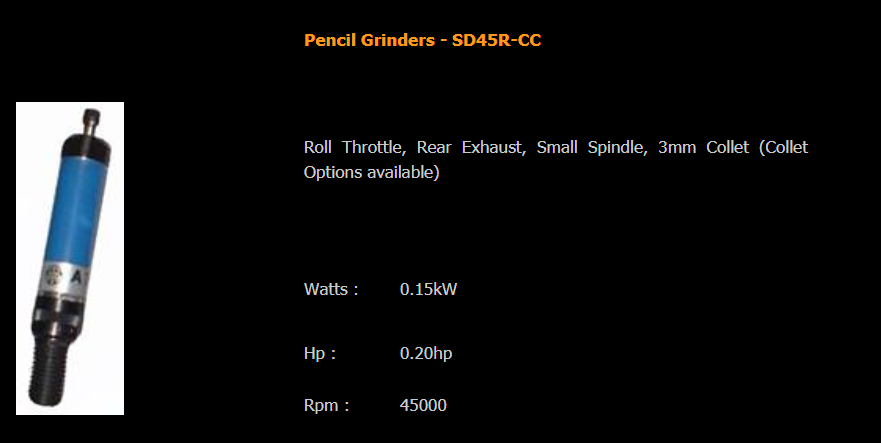 Pencil Grinders - SD45R-CC
Roll Throttle, Rear Exhaust, Small Spindle, 3mm Collet (Collet
Options available)
Watts : 0.15kW
Hp : 0.20hp
Rpm : 45000